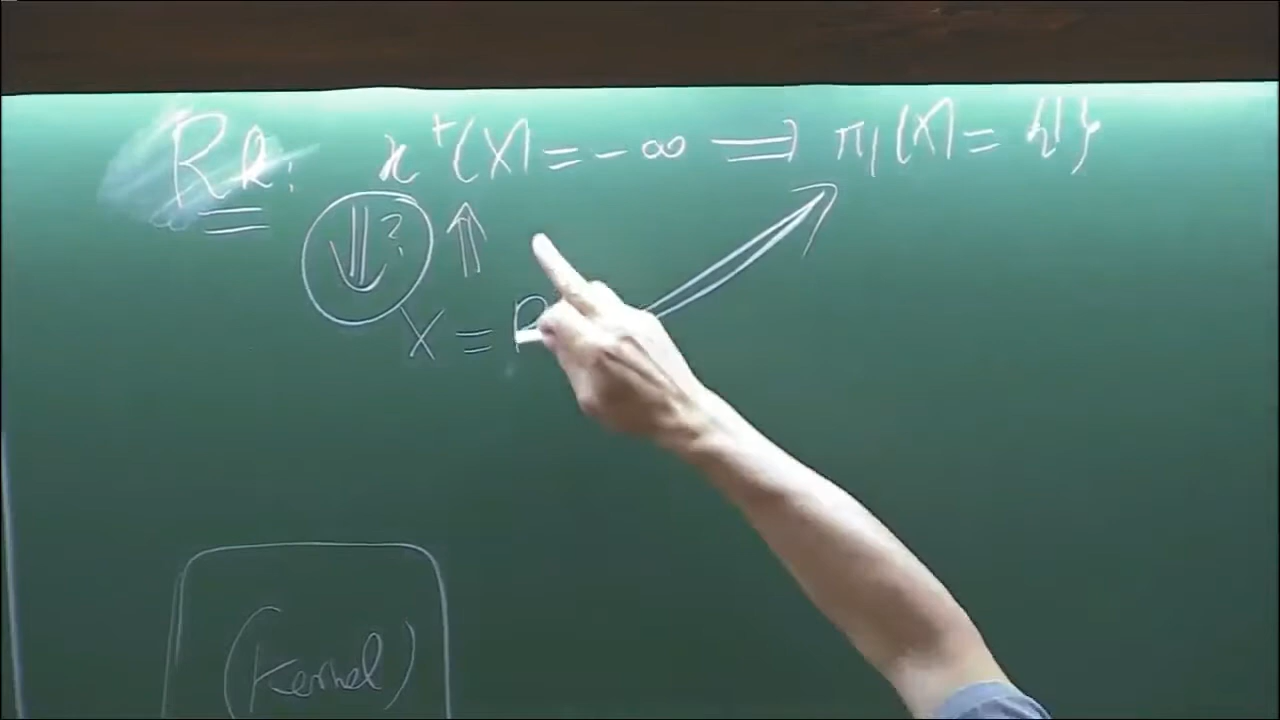 Rk: κ⁺(X) = -∞ ⟹ π₁(X) = {1}
⇓? ⇑ ⟹
X = R
(Kernel)